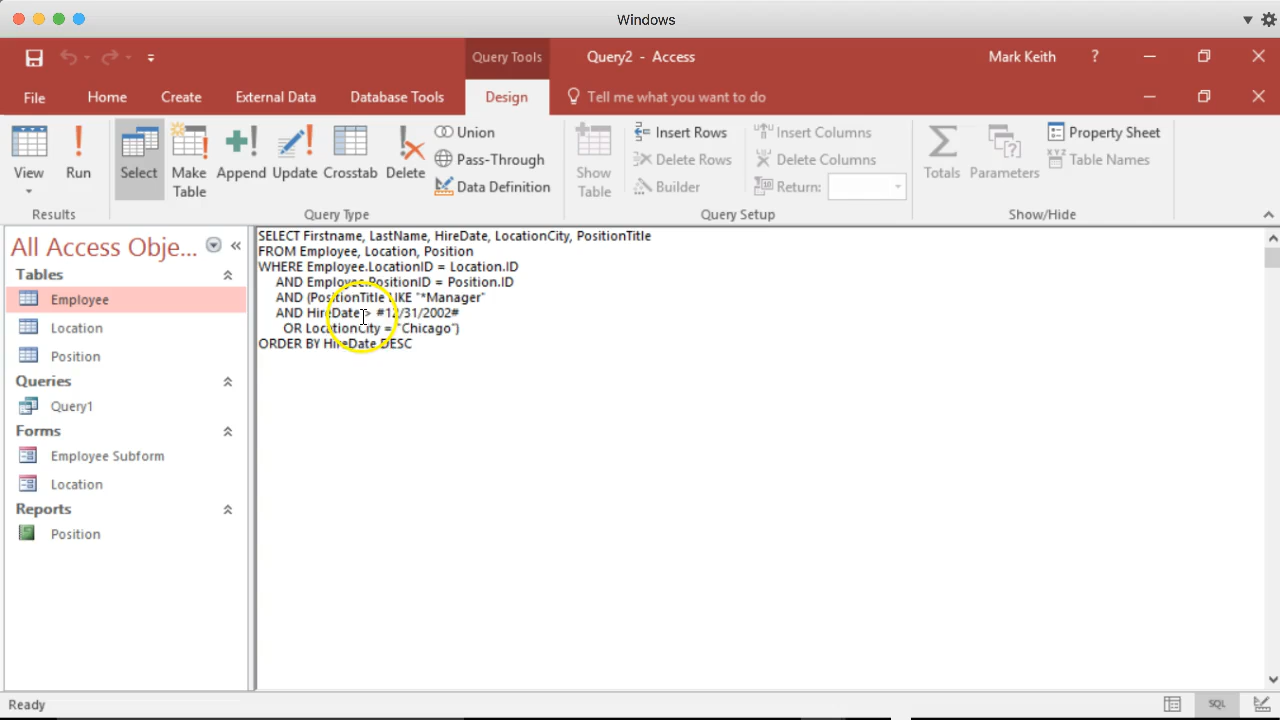 Windows
Query Tools
Query2 - Access
Mark Keith
?
File
Home
Create
External Data
Database Tools
Design
Tell me what you want to do
View
Run
Select
Make Table
Append
Update
Crosstab
Delete
Union
Pass-Through
Data Definition
Show Table
Insert Rows
Delete Rows
Builder
Insert Columns
Delete Columns
Return:
Totals
Parameters
Property Sheet
Table Names
Results
Query Type
Query Setup
Show/Hide
All Access Obje...
Tables
Employee
Location
Position
Queries
Query1
Forms
Employee Subform
Location
Reports
Position
SELECT Firstname, LastName, HireDate, LocationCity, PositionTitle
FROM Employee, Location, Position
WHERE Employee.LocationID = Location.ID
AND Employee.PositionID = Position.ID
AND (PositionTitle LIKE "*Manager"
AND HireDate > #12/31/2002#
OR LocationCity = "Chicago")
ORDER BY HireDate DESC
Ready
SQL